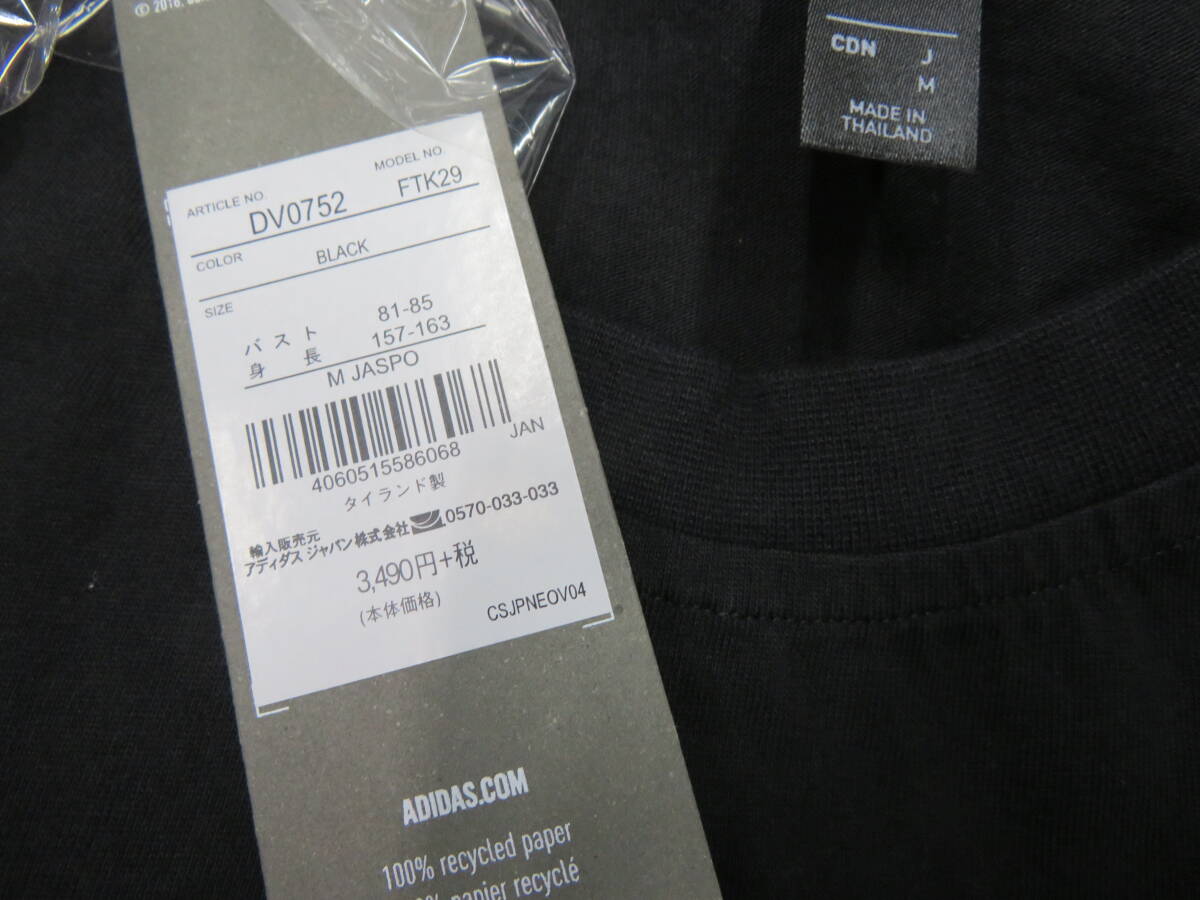 © 2018.
ARTICLE NO. MODEL NO.
DV0752 FTK29
COLOR BLACK
SIZE
バスト 81-85
身長 157-163
M JASPO
4060515586068 JAN
タイランド製
輸入販売元
アディダス ジャパン株式会社 0570-033-033
3,490円+税
(本体価格) CSJPNEOV04
ADIDAS.COM
100% recycled paper
papier recyclé
CDN J
M
MADE IN
THAILAND